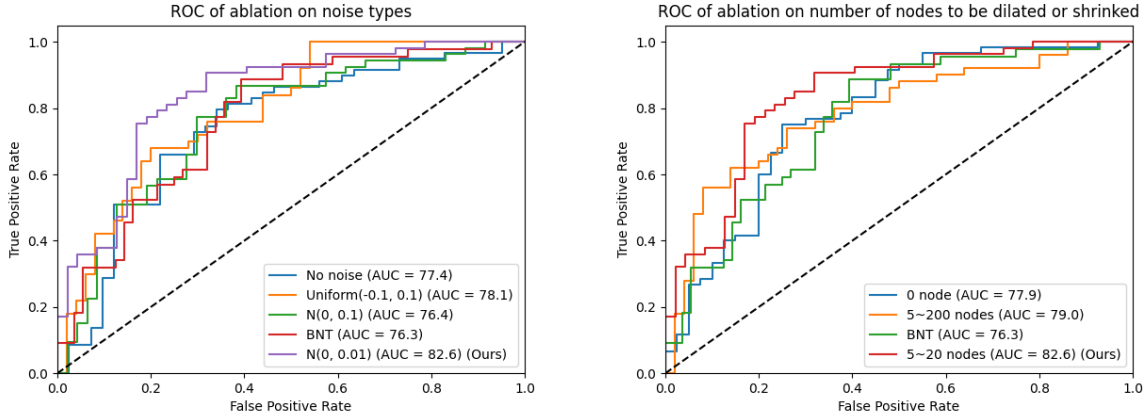 ROC of ablation on noise types
True Positive Rate
1.0
0.8
0.6
0.4
0.2
0.0
No noise (AUC = 77.4)
Uniform(-0.1, 0.1) (AUC = 78.1)
N(0, 0.1) (AUC = 76.4)
BNT (AUC = 76.3)
N(0, 0.01) (AUC = 82.6) (Ours)
0.0 0.2 0.4 0.6 0.8 1.0
False Positive Rate
ROC of ablation on number of nodes to be dilated or shrinked
True Positive Rate
1.0
0.8
0.6
0.4
0.2
0.0
0 node (AUC = 77.9)
5~200 nodes (AUC = 79.0)
BNT (AUC = 76.3)
5~20 nodes (AUC = 82.6) (Ours)
0.0 0.2 0.4 0.6 0.8 1.0
False Positive Rate